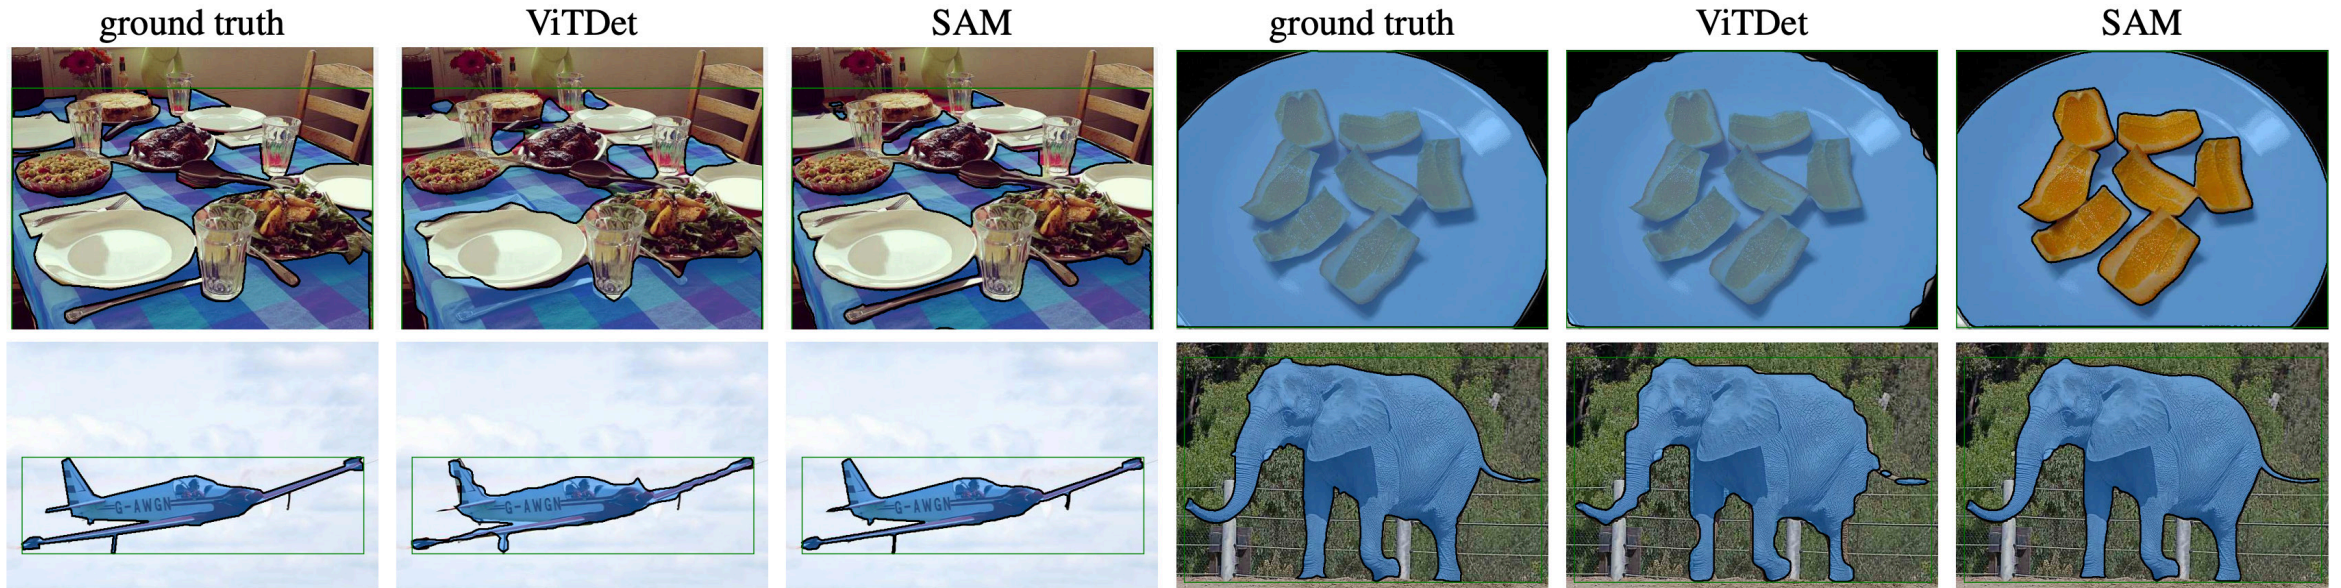 ground truth ViTDet SAM ground truth ViTDet SAM
G-AWGN G-AWGN G-AWGN